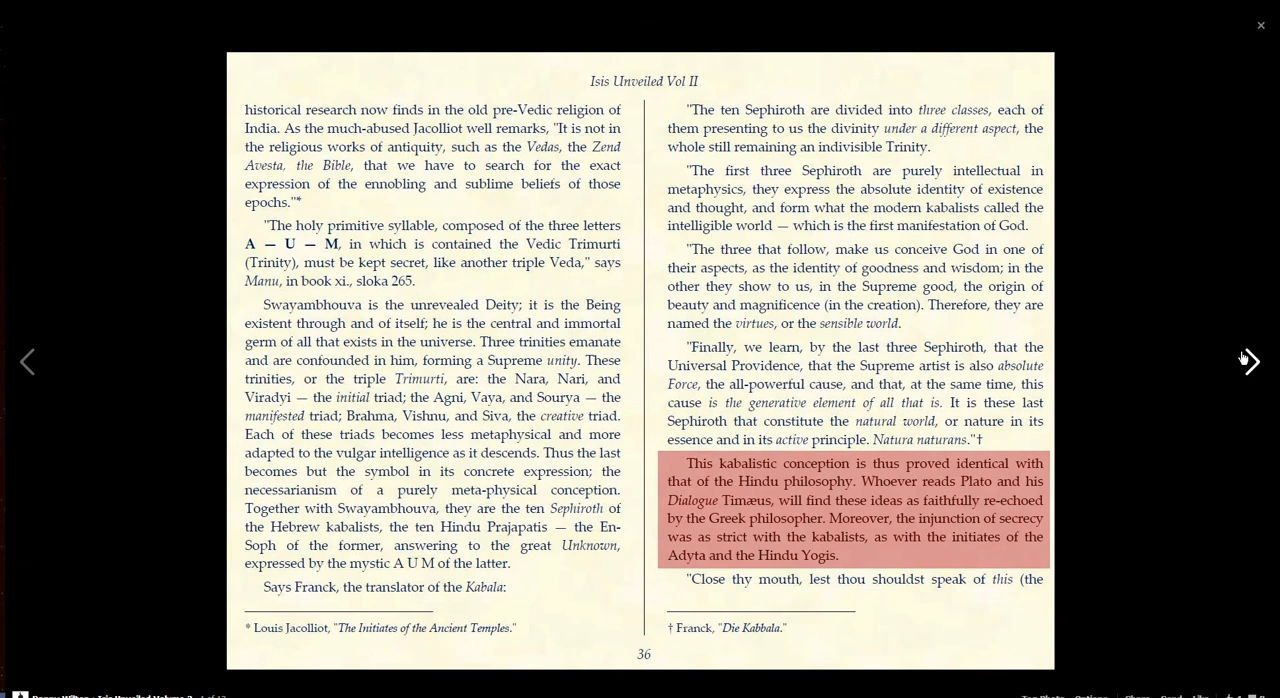 ×
Isis Unveiled Vol II
historical research now finds in the old pre-Vedic religion of
India. As the much-abused Jacolliot well remarks, "It is not in
the religious works of antiquity, such as the Vedas, the Zend
Avesta, the Bible, that we have to search for the exact
expression of the ennobling and sublime beliefs of those
epochs."*
"The holy primitive syllable, composed of the three letters
A — U — M, in which is contained the Vedic Trimurti
(Trinity), must be kept secret, like another triple Veda," says
Manu, in book xi., sloka 265.
Swayambhouva is the unrevealed Deity; it is the Being
existent through and of itself; he is the central and immortal
germ of all that exists in the universe. Three trinities emanate
and are confounded in him, forming a Supreme unity. These
trinities, or the triple Trimurti, are: the Nara, Nari, and
Viradyi — the initial triad; the Agni, Vaya, and Sourya — the
manifested triad; Brahma, Vishnu, and Siva, the creative triad.
Each of these triads becomes less metaphysical and more
adapted to the vulgar intelligence as it descends. Thus the last
becomes but the symbol in its concrete expression; the
necessarianism of a purely meta-physical conception.
Together with Swayambhouva, they are the ten Sephiroth of
the Hebrew kabalists, the ten Hindu Prajapatis — the En-
Soph of the former, answering to the great Unknown,
expressed by the mystic A U M of the latter.
Says Franck, the translator of the Kabala:
* Louis Jacolliot, "The Initiates of the Ancient Temples."
"The ten Sephiroth are divided into three classes, each of
them presenting to us the divinity under a different aspect, the
whole still remaining an indivisible Trinity.
"The first three Sephiroth are purely intellectual in
metaphysics, they express the absolute identity of existence
and thought, and form what the modern kabalists called the
intelligible world — which is the first manifestation of God.
"The three that follow, make us conceive God in one of
their aspects, as the identity of goodness and wisdom; in the
other they show to us, in the Supreme good, the origin of
beauty and magnificence (in the creation). Therefore, they are
named the virtues, or the sensible world.
"Finally, we learn, by the last three Sephiroth, that the
Universal Providence, that the Supreme artist is also absolute
Force, the all-powerful cause, and that, at the same time, this
cause is the generative element of all that is. It is these last
Sephiroth that constitute the natural world, or nature in its
essence and in its active principle. Natura naturans."†
This kabalistic conception is thus proved identical with
that of the Hindu philosophy. Whoever reads Plato and his
Dialogue Timæus, will find these ideas as faithfully re-echoed
by the Greek philosopher. Moreover, the injunction of secrecy
was as strict with the kabalists, as with the initiates of the
Adyta and the Hindu Yogis.
"Close thy mouth, lest thou shouldst speak of this (the
† Franck, "Die Kabbala."
36